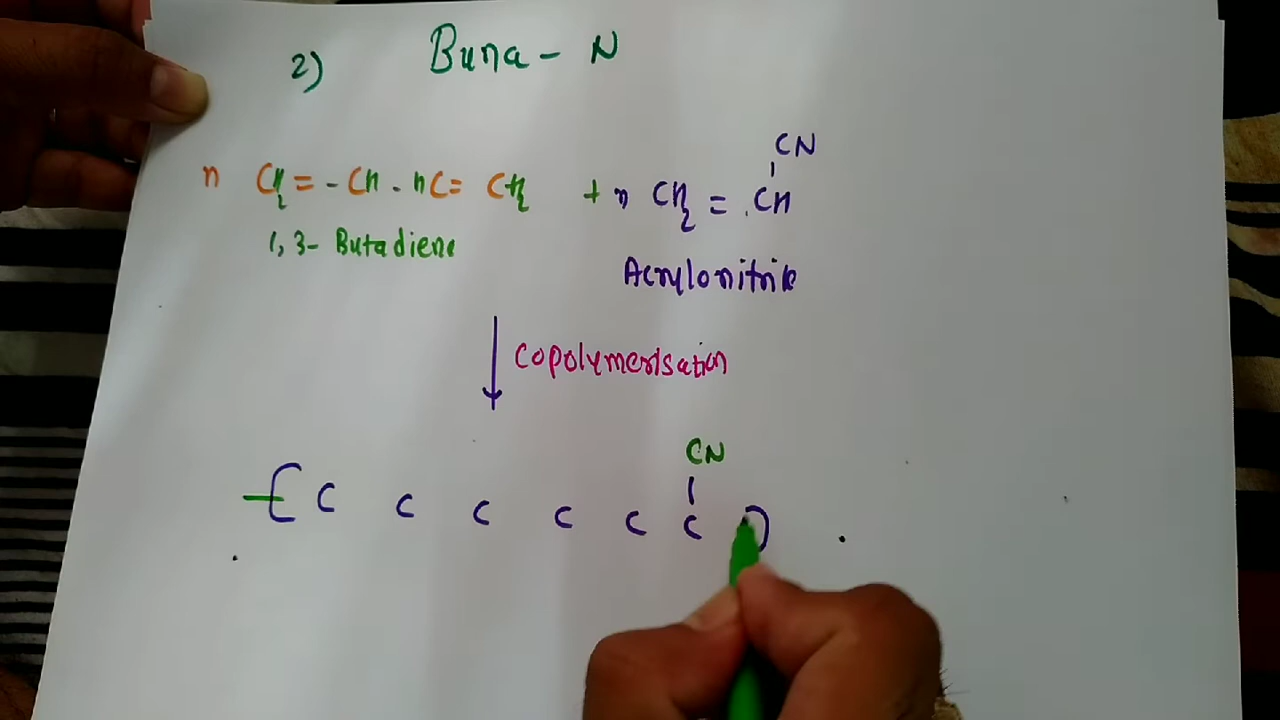 2) Buna - N
CN
n CH2 = - CH - HC = CH2 + n CH2 = CH
1, 3- Butadiene
Acrylonitrile
Copolymerisation
CN
C C C C C C